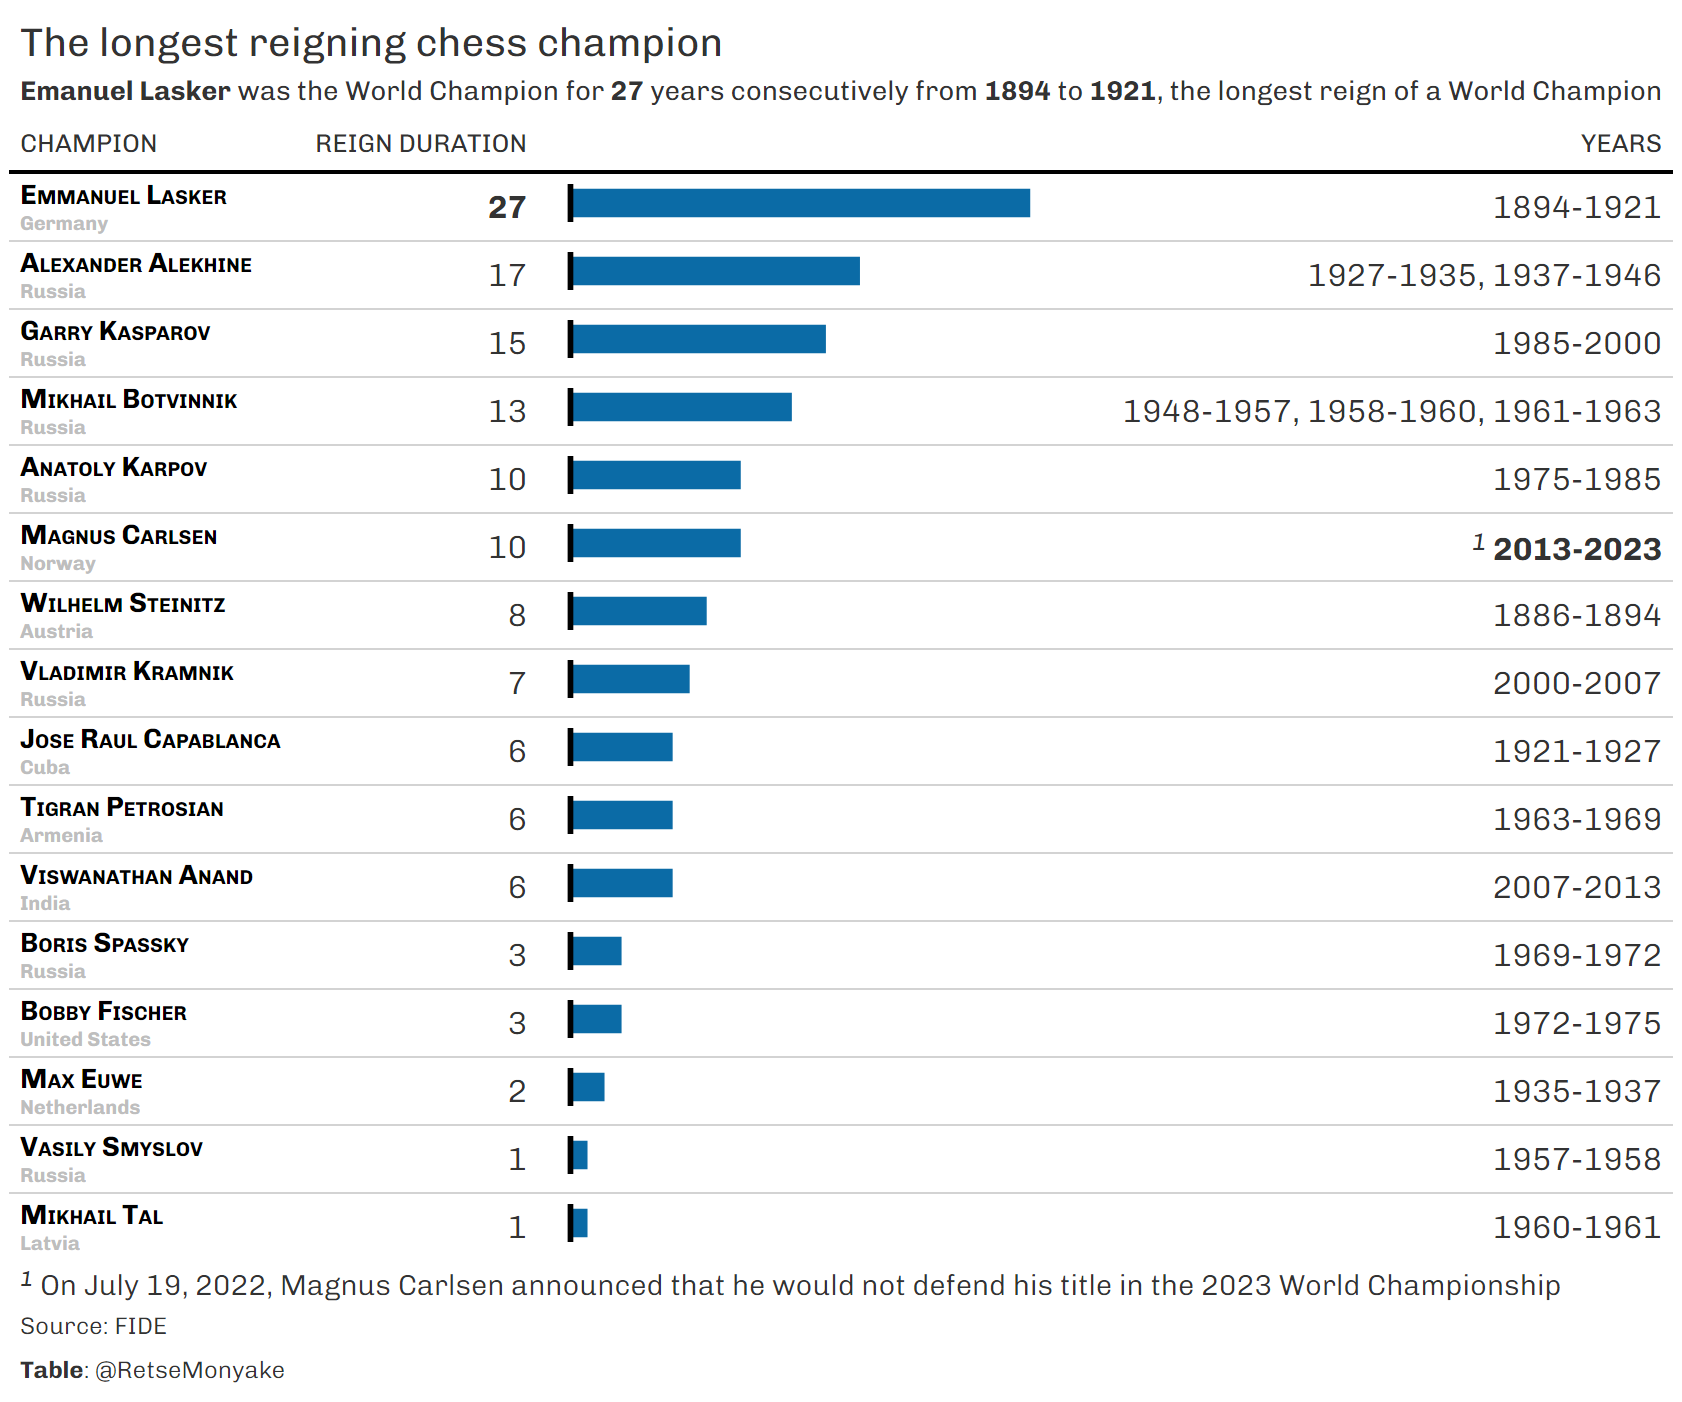 The longest reigning chess champion
Emanuel Lasker was the World Champion for 27 years consecutively from 1894 to 1921, the longest reign of a World Champion
CHAMPION REIGN DURATION YEARS
EMMANUEL LASKER
Germany
27 1894-1921
ALEXANDER ALEKHINE
Russia
17 1927-1935, 1937-1946
GARRY KASPAROV
Russia
15 1985-2000
MIKHAIL BOTVINNIK
Russia
13 1948-1957, 1958-1960, 1961-1963
ANATOLY KARPOV
Russia
10 1975-1985
MAGNUS CARLSEN
Norway
10 1 2013-2023
WILHELM STEINITZ
Austria
8 1886-1894
VLADIMIR KRAMNIK
Russia
7 2000-2007
JOSE RAUL CAPABLANCA
Cuba
6 1921-1927
TIGRAN PETROSIAN
Armenia
6 1963-1969
VISWANATHAN ANAND
India
6 2007-2013
BORIS SPASSKY
Russia
3 1969-1972
BOBBY FISCHER
United States
3 1972-1975
MAX EUWE
Netherlands
2 1935-1937
VASILY SMYSLOV
Russia
1 1957-1958
MIKHAIL TAL
Latvia
1 1960-1961
1 On July 19, 2022, Magnus Carlsen announced that he would not defend his title in the 2023 World Championship
Source: FIDE
Table: @RetseMonyake